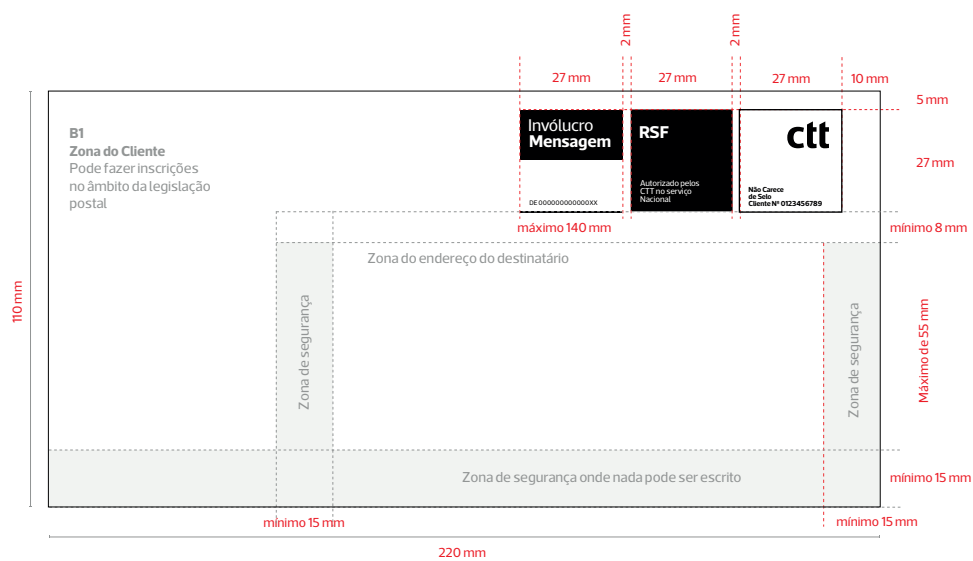 2 mm
2 mm
27 mm
27 mm
27 mm
10 mm
5 mm
B1
Zona do Cliente
Pode fazer inscrições
no âmbito da legislação
postal
Invólucro
Mensagem
DE 000000000000XX
RSF
Autorizado pelos
CTT no serviço
Nacional
ctt
Não Carece
de Selo
Cliente Nº 0123456789
27 mm
máximo 140 mm
mínimo 8 mm
Zona do endereço do destinatário
110 mm
Zona de segurança
Zona de segurança
Máximo de 55 mm
Zona de segurança onde nada pode ser escrito
mínimo 15 mm
mínimo 15 mm
mínimo 15 mm
220 mm